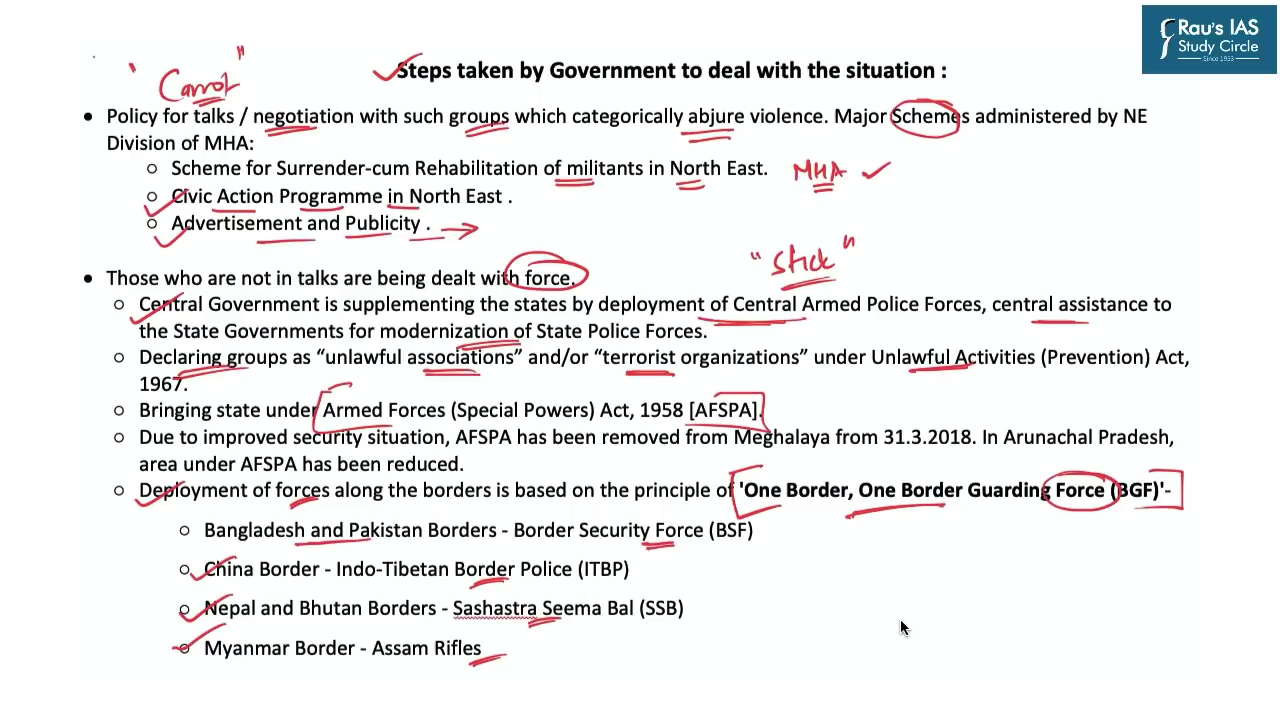 Rau's IAS
Study Circle
Since 1953
"Carrot"
Steps taken by Government to deal with the situation :
• Policy for talks / negotiation with such groups which categorically abjure violence. Major Schemes administered by NE
Division of MHA:
○ Scheme for Surrender-cum Rehabilitation of militants in North East. MHA ✓
○ Civic Action Programme in North East .
○ Advertisement and Publicity .
"Stick"
• Those who are not in talks are being dealt with force.
○ Central Government is supplementing the states by deployment of Central Armed Police Forces, central assistance to
the State Governments for modernization of State Police Forces.
○ Declaring groups as “unlawful associations” and/or “terrorist organizations” under Unlawful Activities (Prevention) Act,
1967.
○ Bringing state under Armed Forces (Special Powers) Act, 1958 [AFSPA].
○ Due to improved security situation, AFSPA has been removed from Meghalaya from 31.3.2018. In Arunachal Pradesh,
area under AFSPA has been reduced.
○ Deployment of forces along the borders is based on the principle of 'One Border, One Border Guarding Force (BGF)'-
○ Bangladesh and Pakistan Borders - Border Security Force (BSF)
○ China Border - Indo-Tibetan Border Police (ITBP)
○ Nepal and Bhutan Borders - Sashastra Seema Bal (SSB)
○ Myanmar Border - Assam Rifles